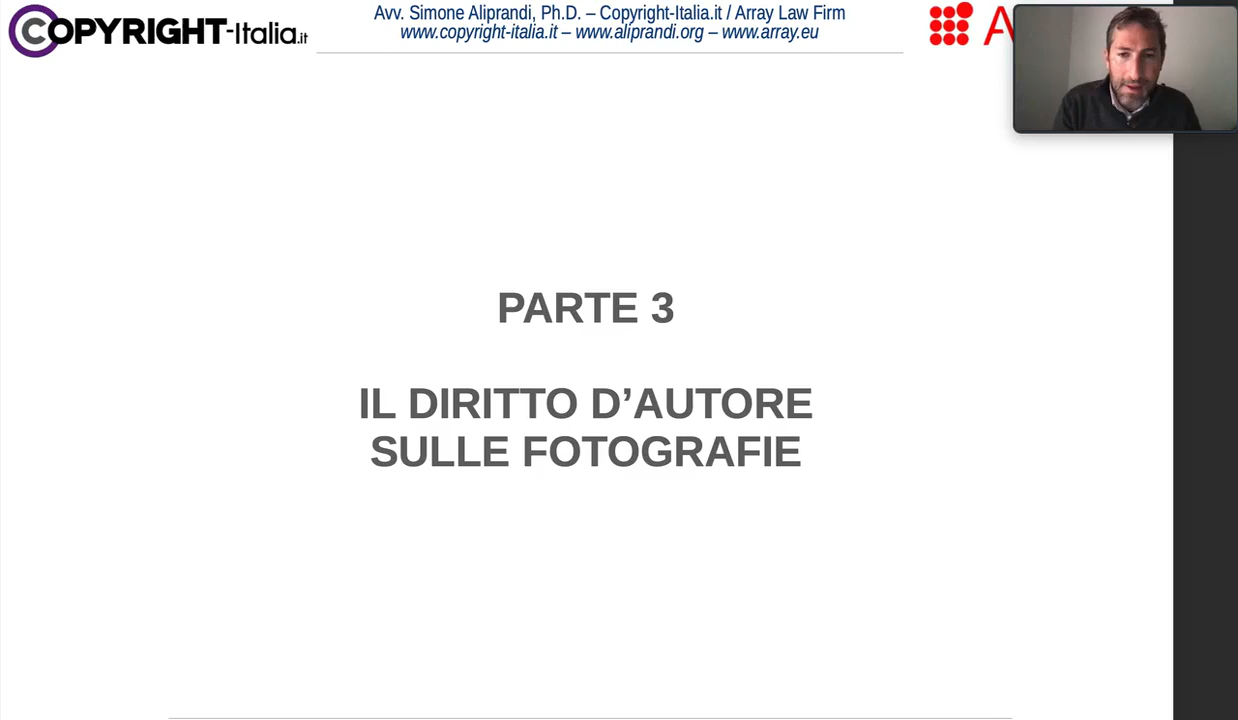 COPYRIGHT-Italia.it
Avv. Simone Aliprandi, Ph.D. – Copyright-Italia.it / Array Law Firm
www.copyright-italia.it – www.aliprandi.org – www.array.eu
A
PARTE 3
IL DIRITTO D’AUTORE
SULLE FOTOGRAFIE